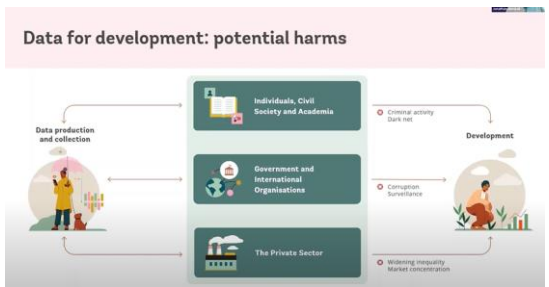 Data for development: potential harms
Data production
and collection
Individuals, Civil
Society and Academia
Criminal activity
Dark net
Development
Government and
International
Organisations
Corruption
Surveillance
The Private Sector
Widening inequality
Market concentration